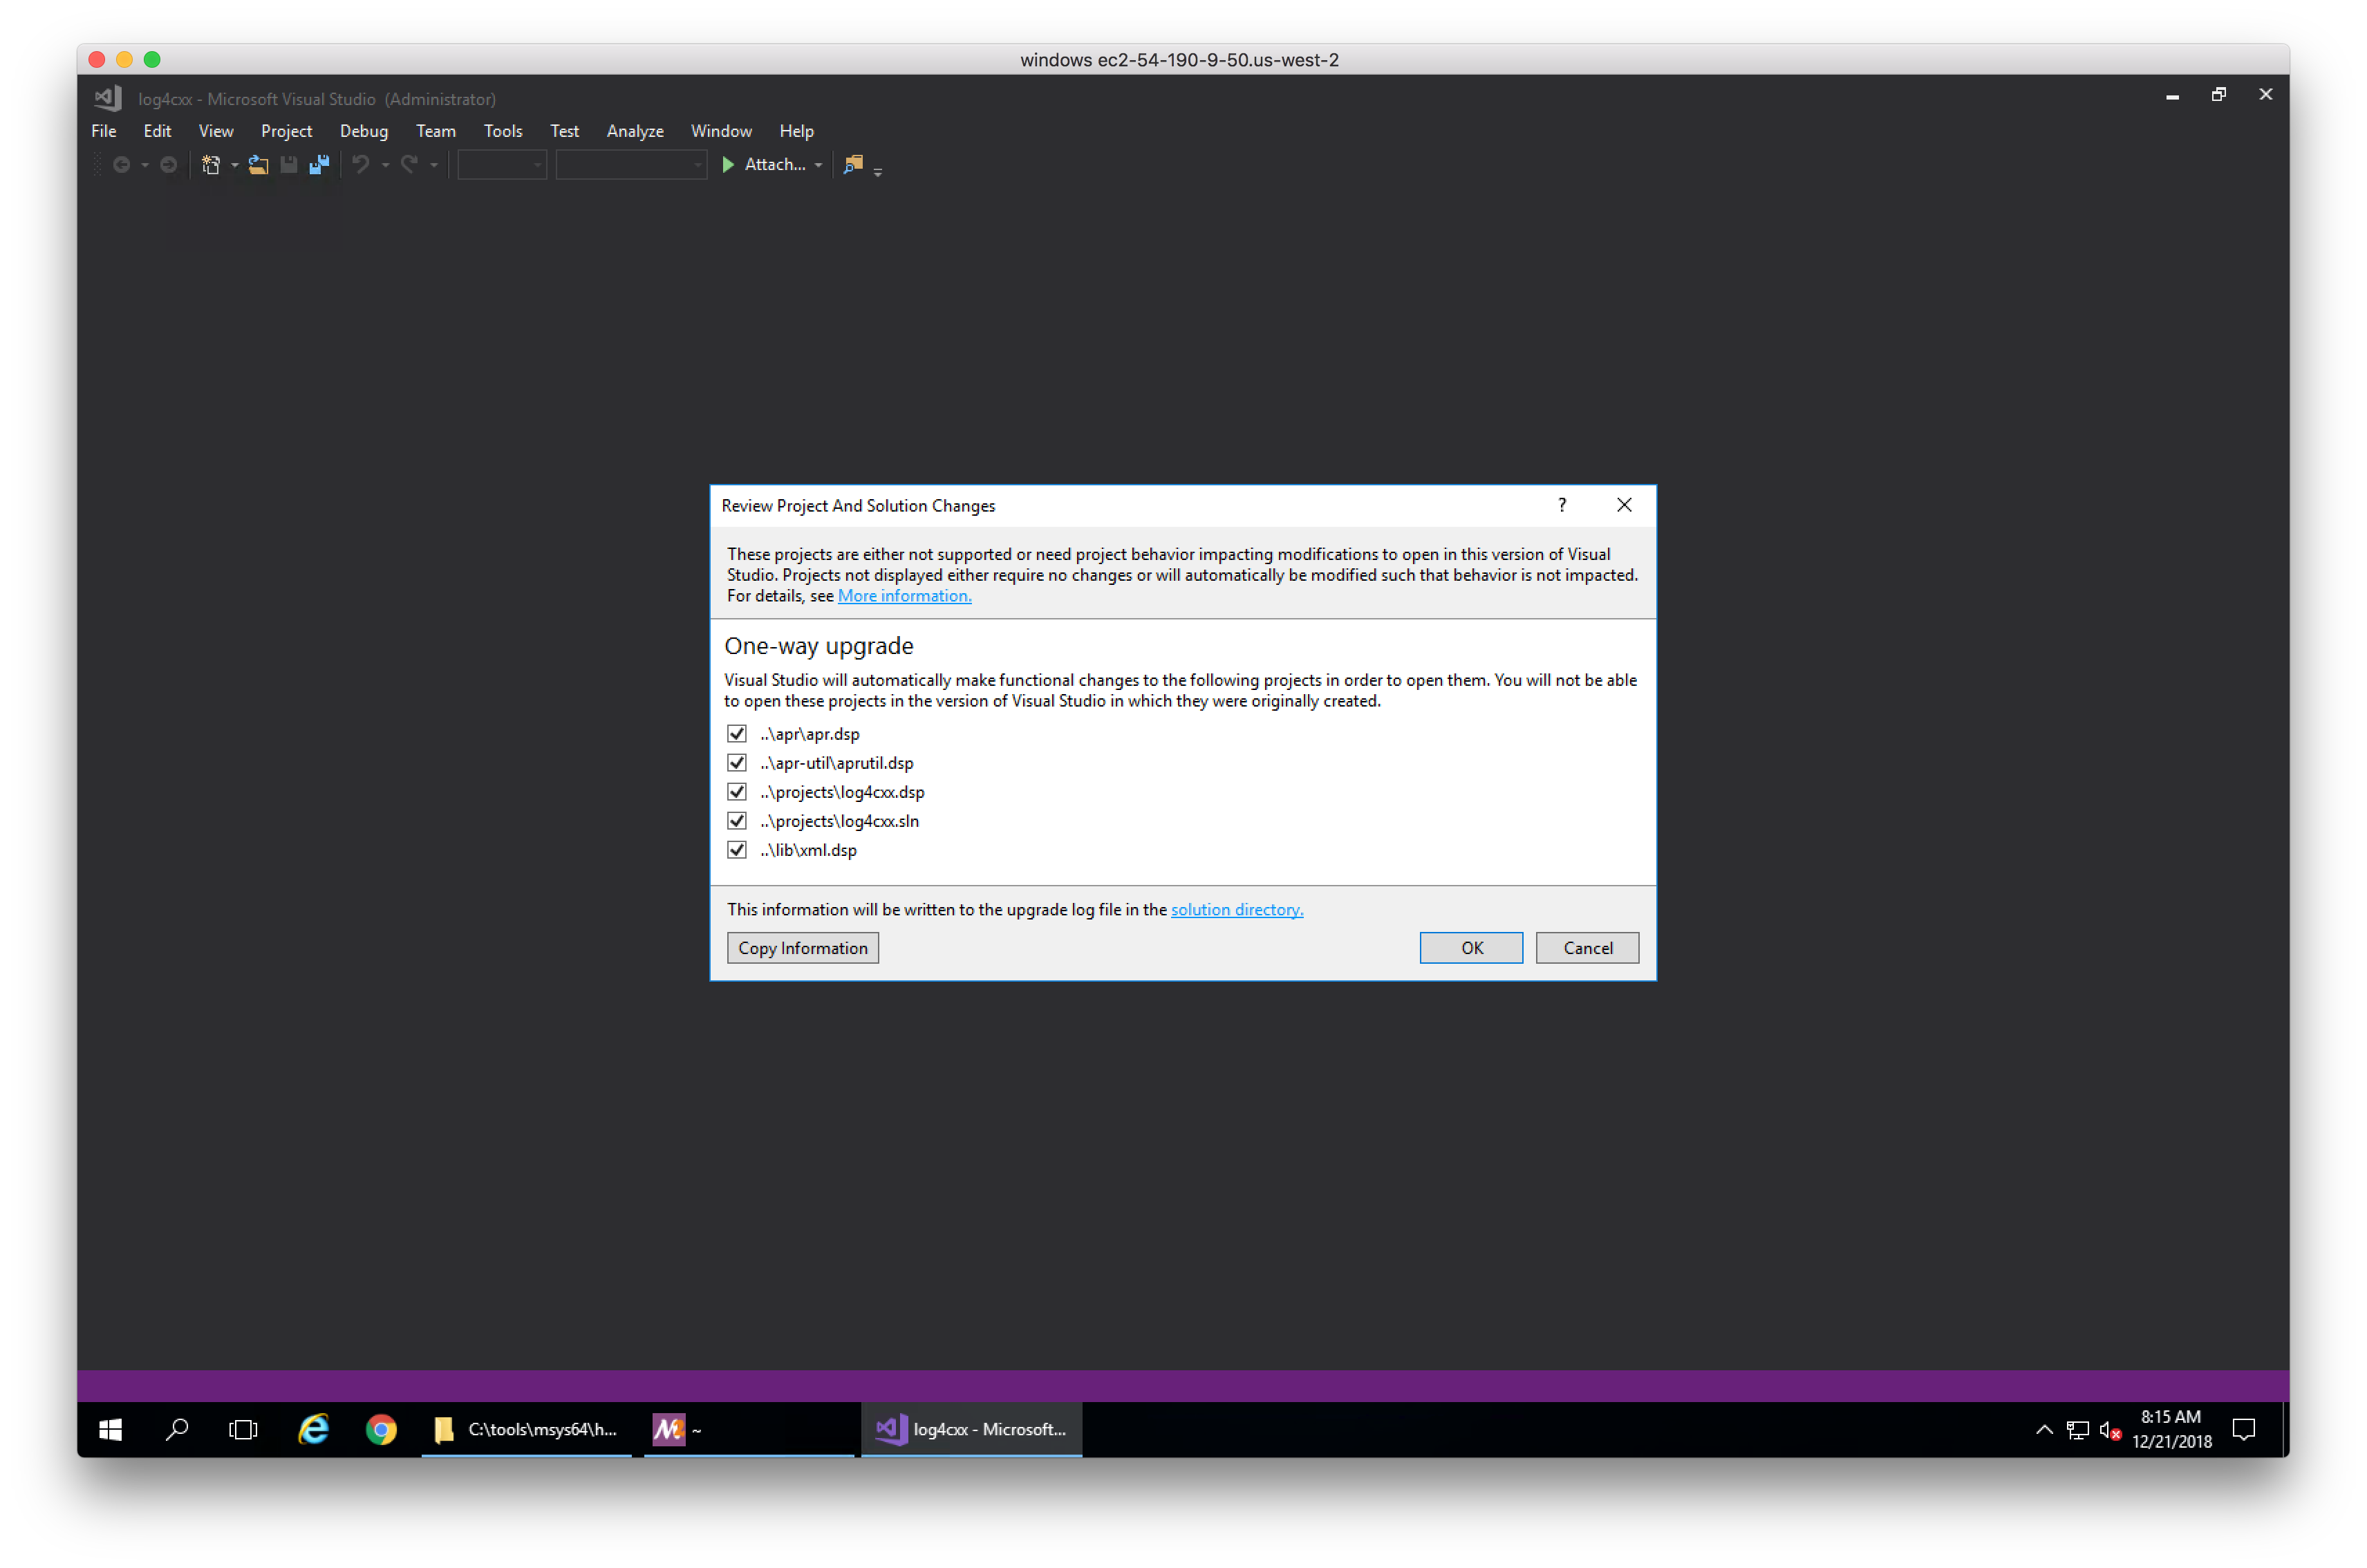 windows ec2-54-190-9-50.us-west-2
log4cxx - Microsoft Visual Studio (Administrator)
File Edit View Project Debug Team Tools Test Analyze Window Help
Attach...
Review Project And Solution Changes
?
These projects are either not supported or need project behavior impacting modifications to open in this version of Visual
Studio. Projects not displayed either require no changes or will automatically be modified such that behavior is not impacted.
For details, see More information.
One-way upgrade
Visual Studio will automatically make functional changes to the following projects in order to open them. You will not be able
to open these projects in the version of Visual Studio in which they were originally created.
..\apr\apr.dsp
..\apr-util\aprutil.dsp
..\projects\log4cxx.dsp
..\projects\log4cxx.sln
..\lib\xml.dsp
This information will be written to the upgrade log file in the solution directory.
Copy Information OK Cancel
C:\tools\msys64\h... ~ log4cxx - Microsoft...
8:15 AM
12/21/2018